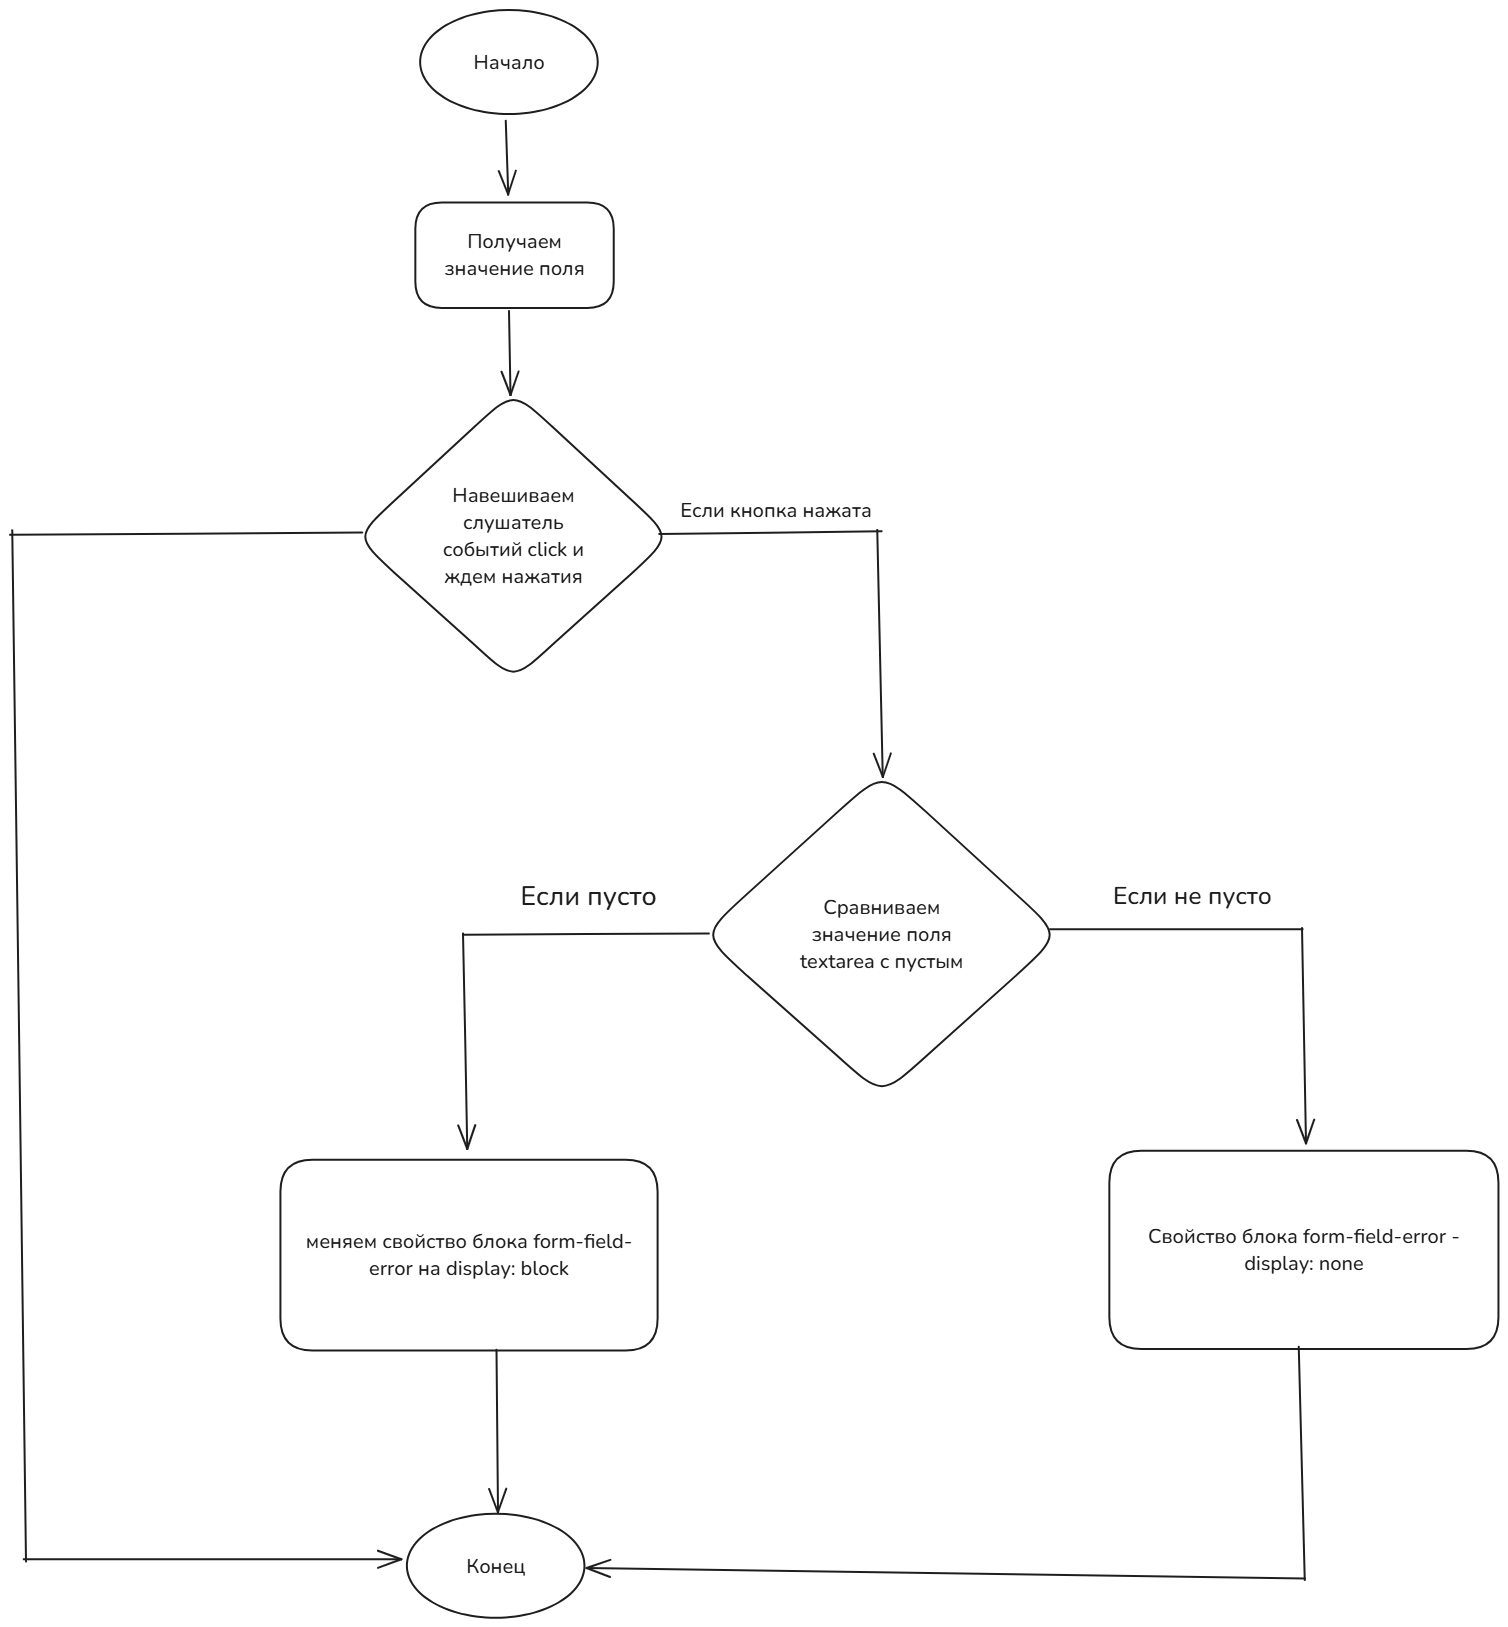 Начало
Получаем
значение поля
Навешиваем
слушатель
событий click и
ждем нажатия
Если кнопка нажата
Если пусто
Сравниваем
значение поля
textarea с пустым
Если не пусто
меняем свойство блока form-field-
error на display: block
Свойство блока form-field-error -
display: none
Конец